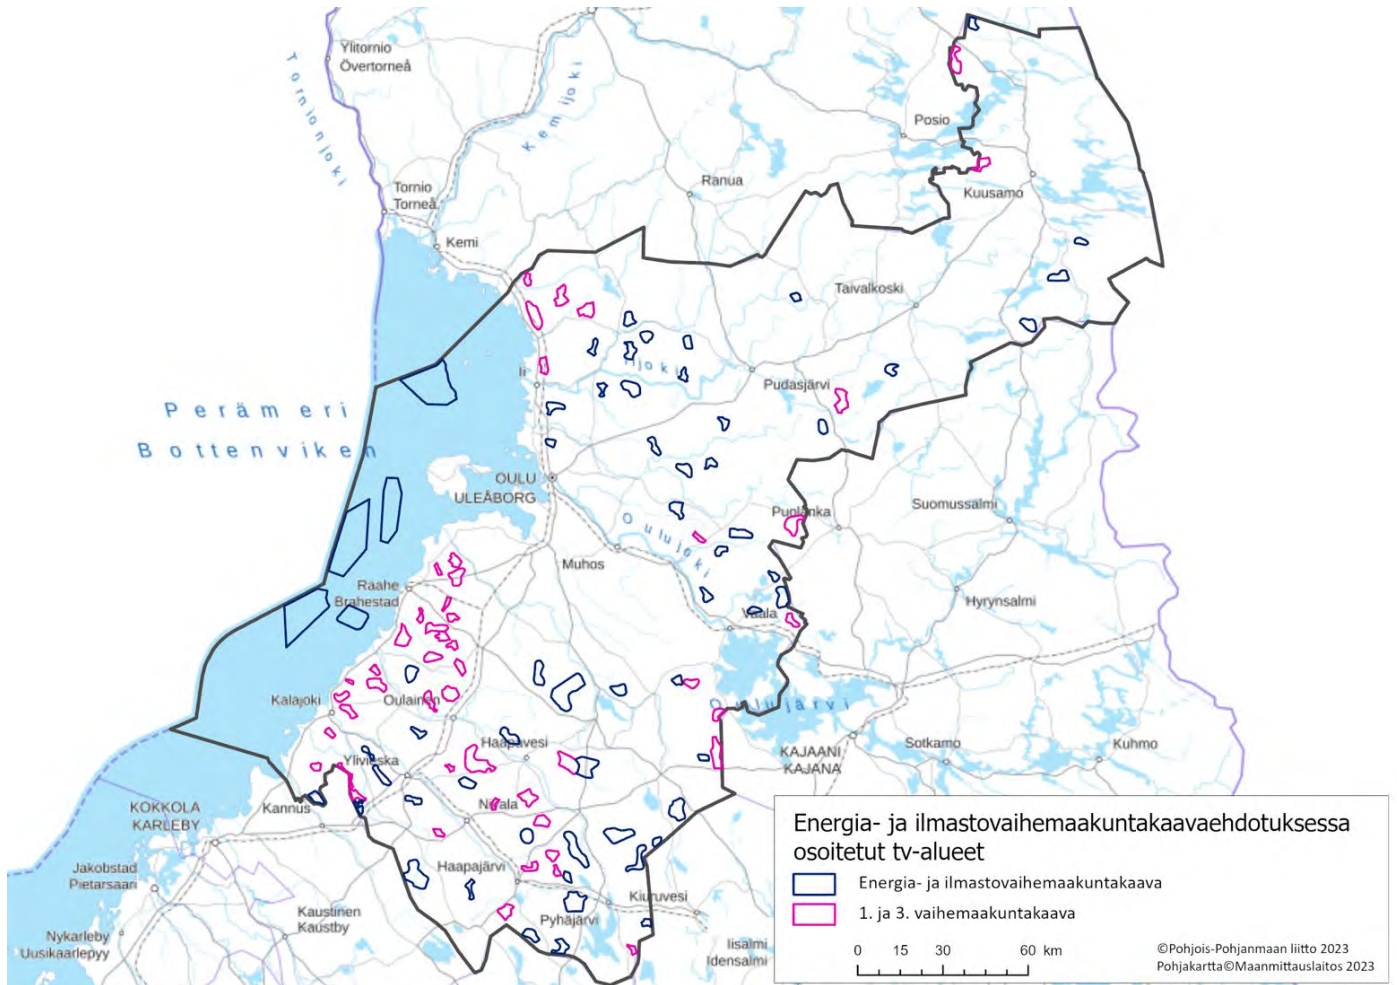 Ylitornio
Övertorneå
Tornionjoki
Kemijoki
Posio
Ranua
Kuusamo
Tornio
Torneå
Kemi
Taivalkoski
Ii
Iijoki
Pudasjärvi
Perämeri
Bottenviken
OULU
ULEÅBORG
Oulujoki
Puolanka
Suomussalmi
Muhos
Raahe
Brahestad
Vaala
Hyrynsalmi
Kalajoki
Oulainen
Oulujärvi
Haapavesi
KAJAANI
KAJANA
Sotkamo
Kuhmo
Ylivieska
KOKKOLA
KARLEBY
Kannus
Nivala
Jakobstad
Pietarsaari
Haapajärvi
Kiuruvesi
Kaustinen
Kaustby
Pyhäjärvi
Nykarleby
Uusikaarlepyy
Iisalmi
Idensalmi
Energia- ja ilmastovaihemaakuntakaavaehdotuksessa
osoitetut tv-alueet
Energia- ja ilmastovaihemaakuntakaava
1. ja 3. vaihemaakuntakaava
0 15 30 60 km
©Pohjois-Pohjanmaan liitto 2023
Pohjakartta©Maanmittauslaitos 2023